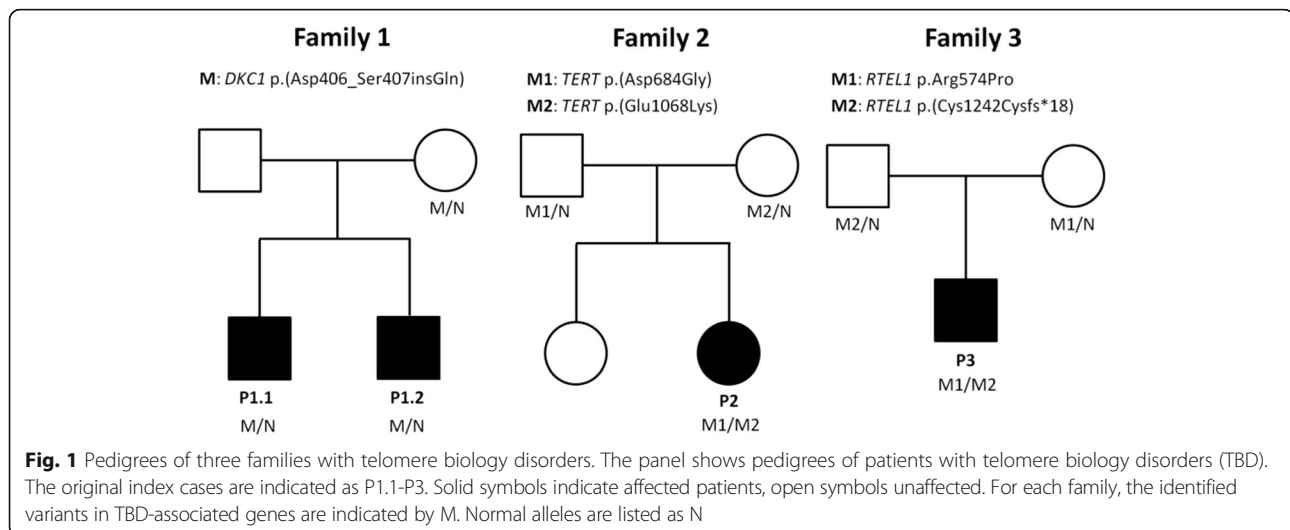 Family 1 Family 2 Family 3
M: DKC1 p.(Asp406_Ser407insGln) M1: TERT p.(Asp684Gly) M1: RTEL1 p.Arg574Pro
M2: TERT p.(Glu1068Lys) M2: RTEL1 p.(Cys1242Cysfs*18)
M/N M1/N M2/N M2/N M1/N
P1.1 P1.2 P2 P3
M/N M/N M1/M2 M1/M2
Fig. 1 Pedigrees of three families with telomere biology disorders. The panel shows pedigrees of patients with telomere biology disorders (TBD).
The original index cases are indicated as P1.1-P3. Solid symbols indicate affected patients, open symbols unaffected. For each family, the identified
variants in TBD-associated genes are indicated by M. Normal alleles are listed as N